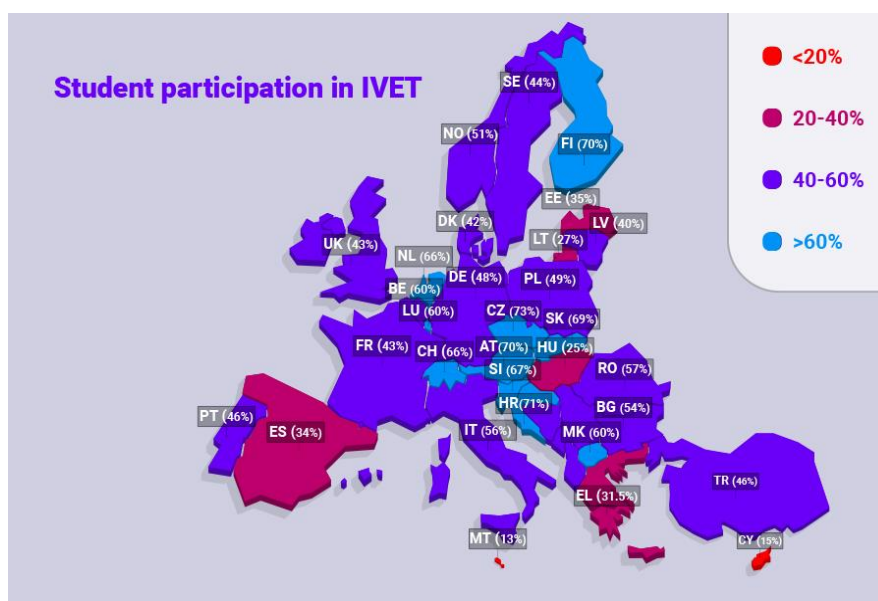 Student participation in IVET
<20%
20-40%
40-60%
>60%
SE (44%)
NO (51%)
FI (70%)
EE (35%)
DK (42%)
LV (40%)
UK (43%)
LT (27%)
NL (66%)
DE (48%)
PL (49%)
BE (60%)
LU (60%)
CZ (73%)
SK (69%)
FR (43%)
CH (66%)
AT(70%)
HU (25%)
SI (67%)
RO (57%)
HR(71%)
BG (54%)
PT (46%)
ES (34%)
IT (56%)
MK (60%)
TR (46%)
EL (31.5%)
MT (13%)
CY (15%)